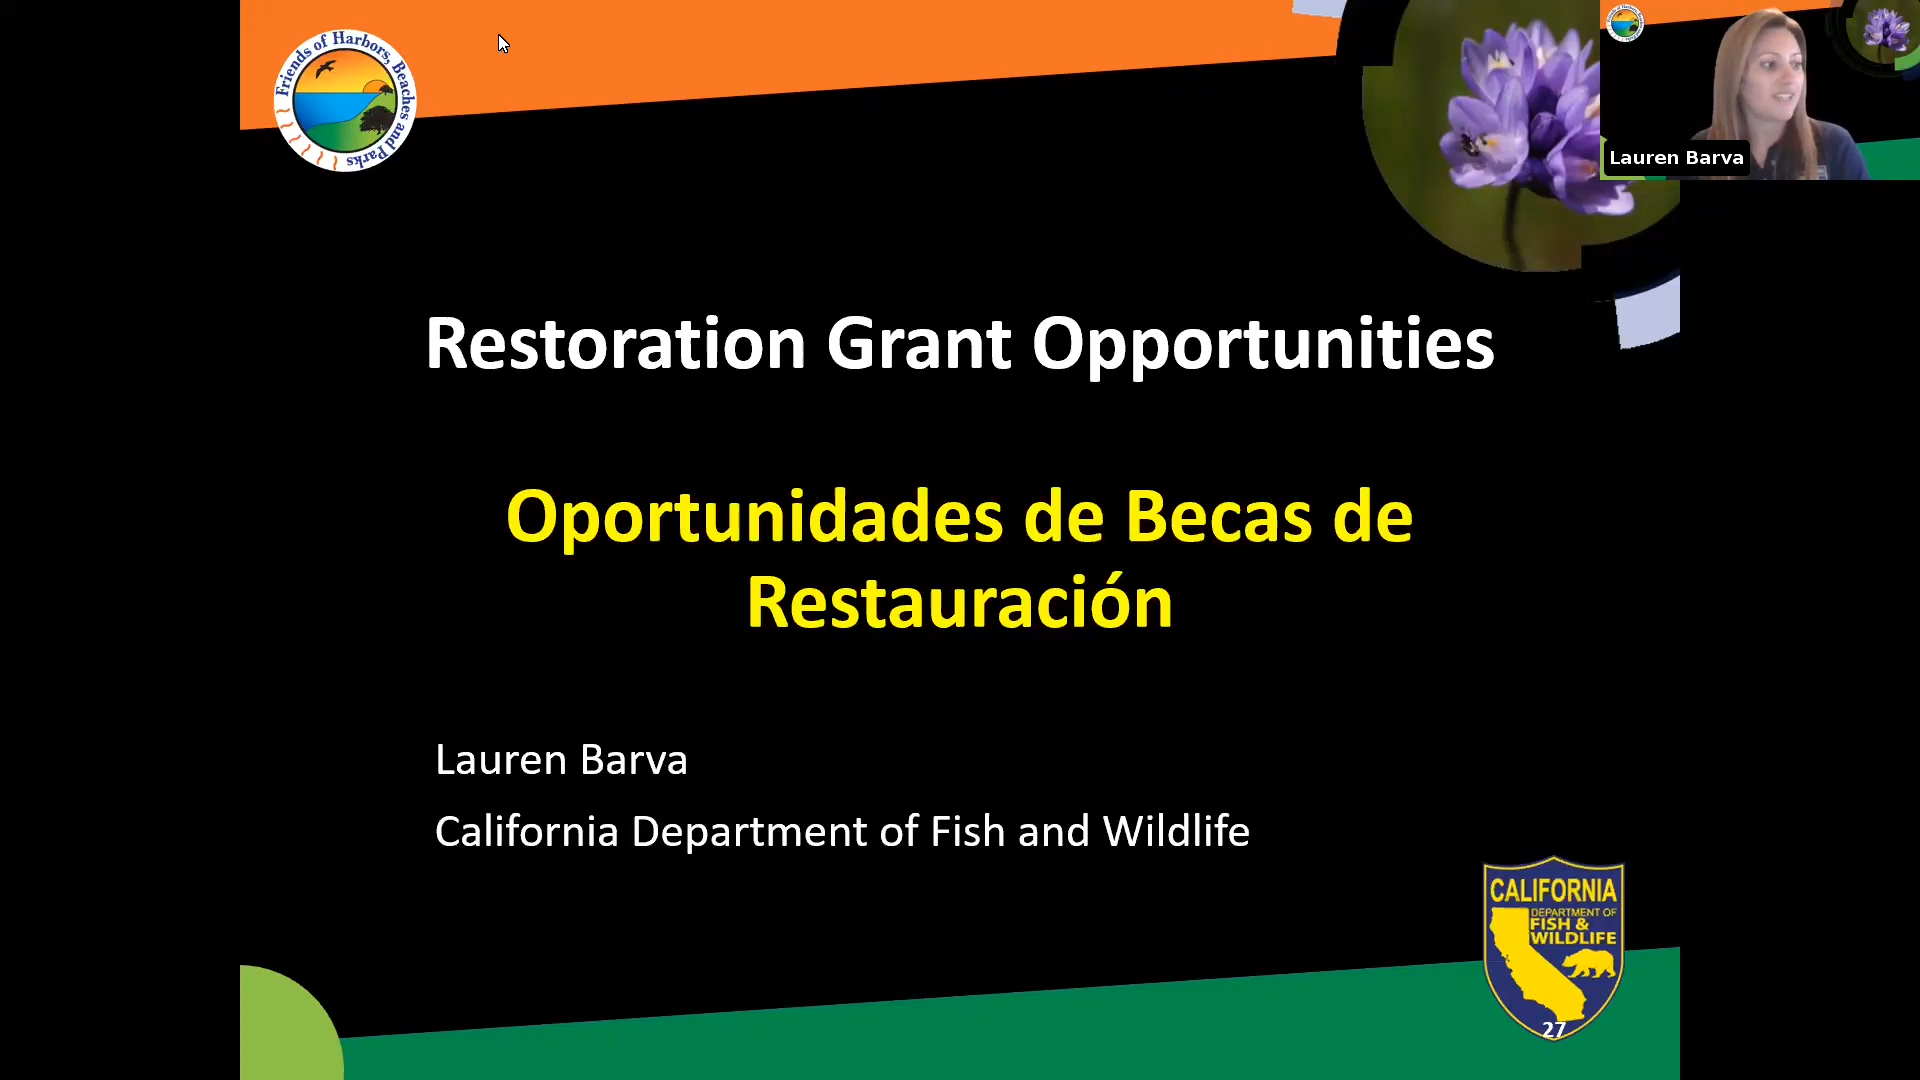 Friends of Harbors, Beaches and Parks
Lauren Barva
Restoration Grant Opportunities
Oportunidades de Becas de
Restauración
Lauren Barva
California Department of Fish and Wildlife
CALIFORNIA
DEPARTMENT OF
FISH &
WILDLIFE
27